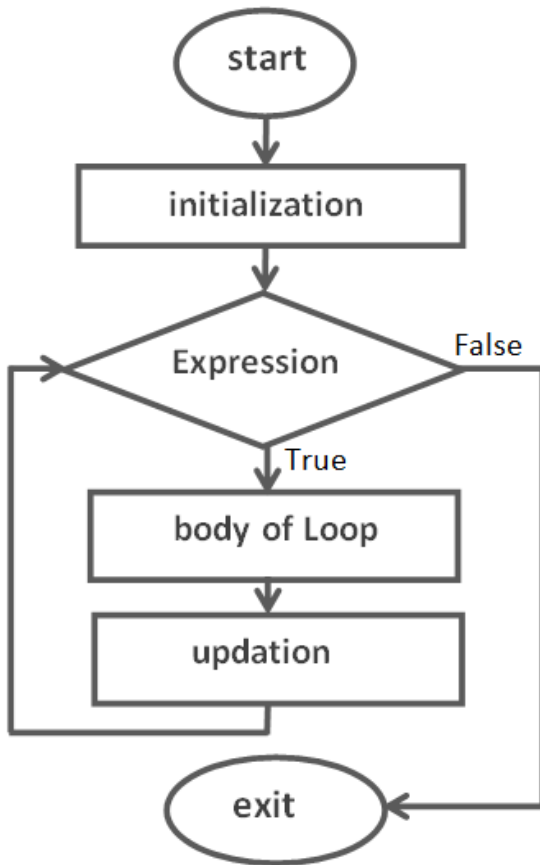 start
initialization
Expression
False
True
body of Loop
updation
exit